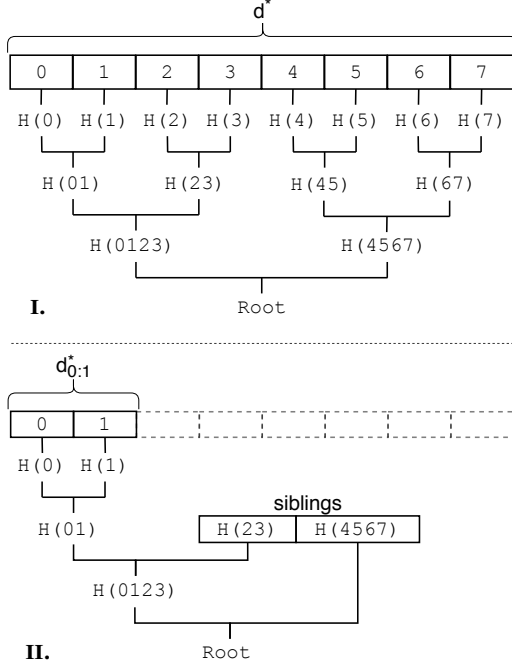 d*
0 1 2 3 4 5 6 7
H(0) H(1) H(2) H(3) H(4) H(5) H(6) H(7)
H(01) H(23) H(45) H(67)
H(0123) H(4567)
I. Root
d*0:1
0 1
H(0) H(1)
siblings
H(01) H(23) H(4567)
H(0123)
II. Root